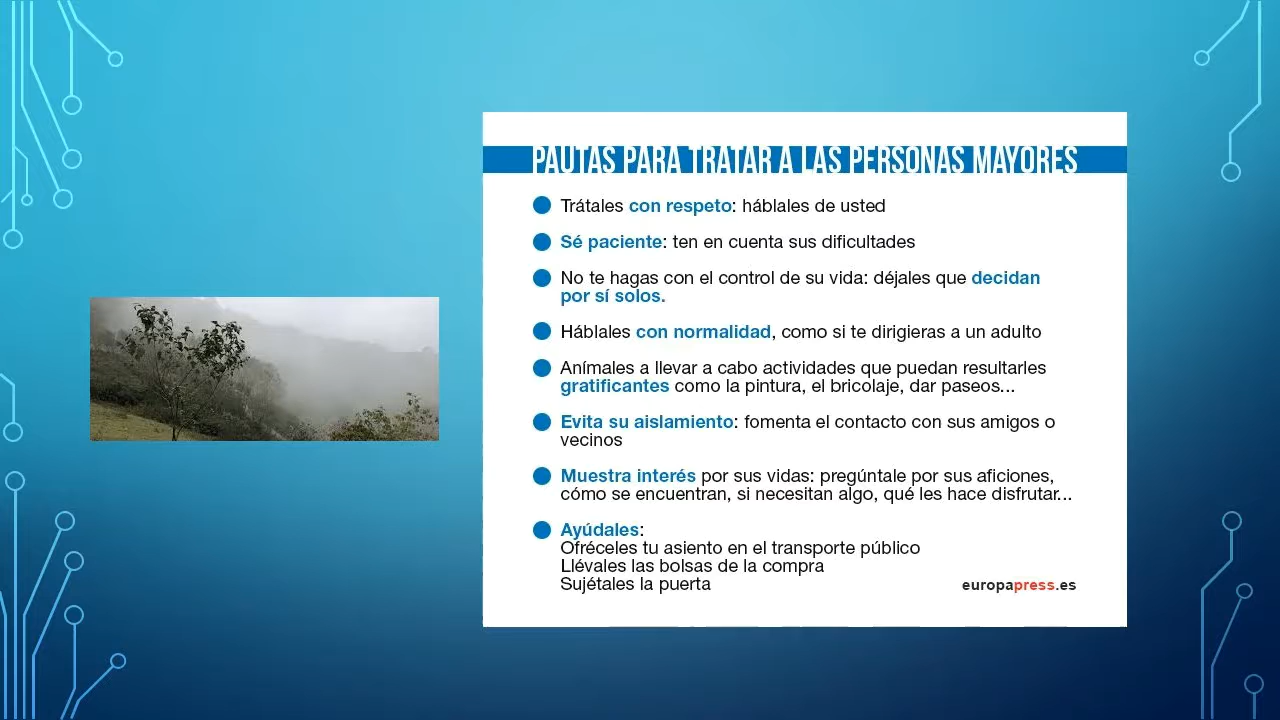 PAUTAS PARA TRATAR A LAS PERSONAS MAYORES
Trátales con respeto: háblales de usted
Sé paciente: ten en cuenta sus dificultades
No te hagas con el control de su vida: déjales que decidan
por sí solos.
Háblales con normalidad, como si te dirigieras a un adulto
Anímales a llevar a cabo actividades que puedan resultarles
gratificantes como la pintura, el bricolaje, dar paseos...
Evita su aislamiento: fomenta el contacto con sus amigos o
vecinos
Muestra interés por sus vidas: pregúntale por sus aficiones,
cómo se encuentran, si necesitan algo, qué les hace disfrutar...
Ayúdales:
Ofréceles tu asiento en el transporte público
Llévales las bolsas de la compra
Sujétales la puerta
europapress.es